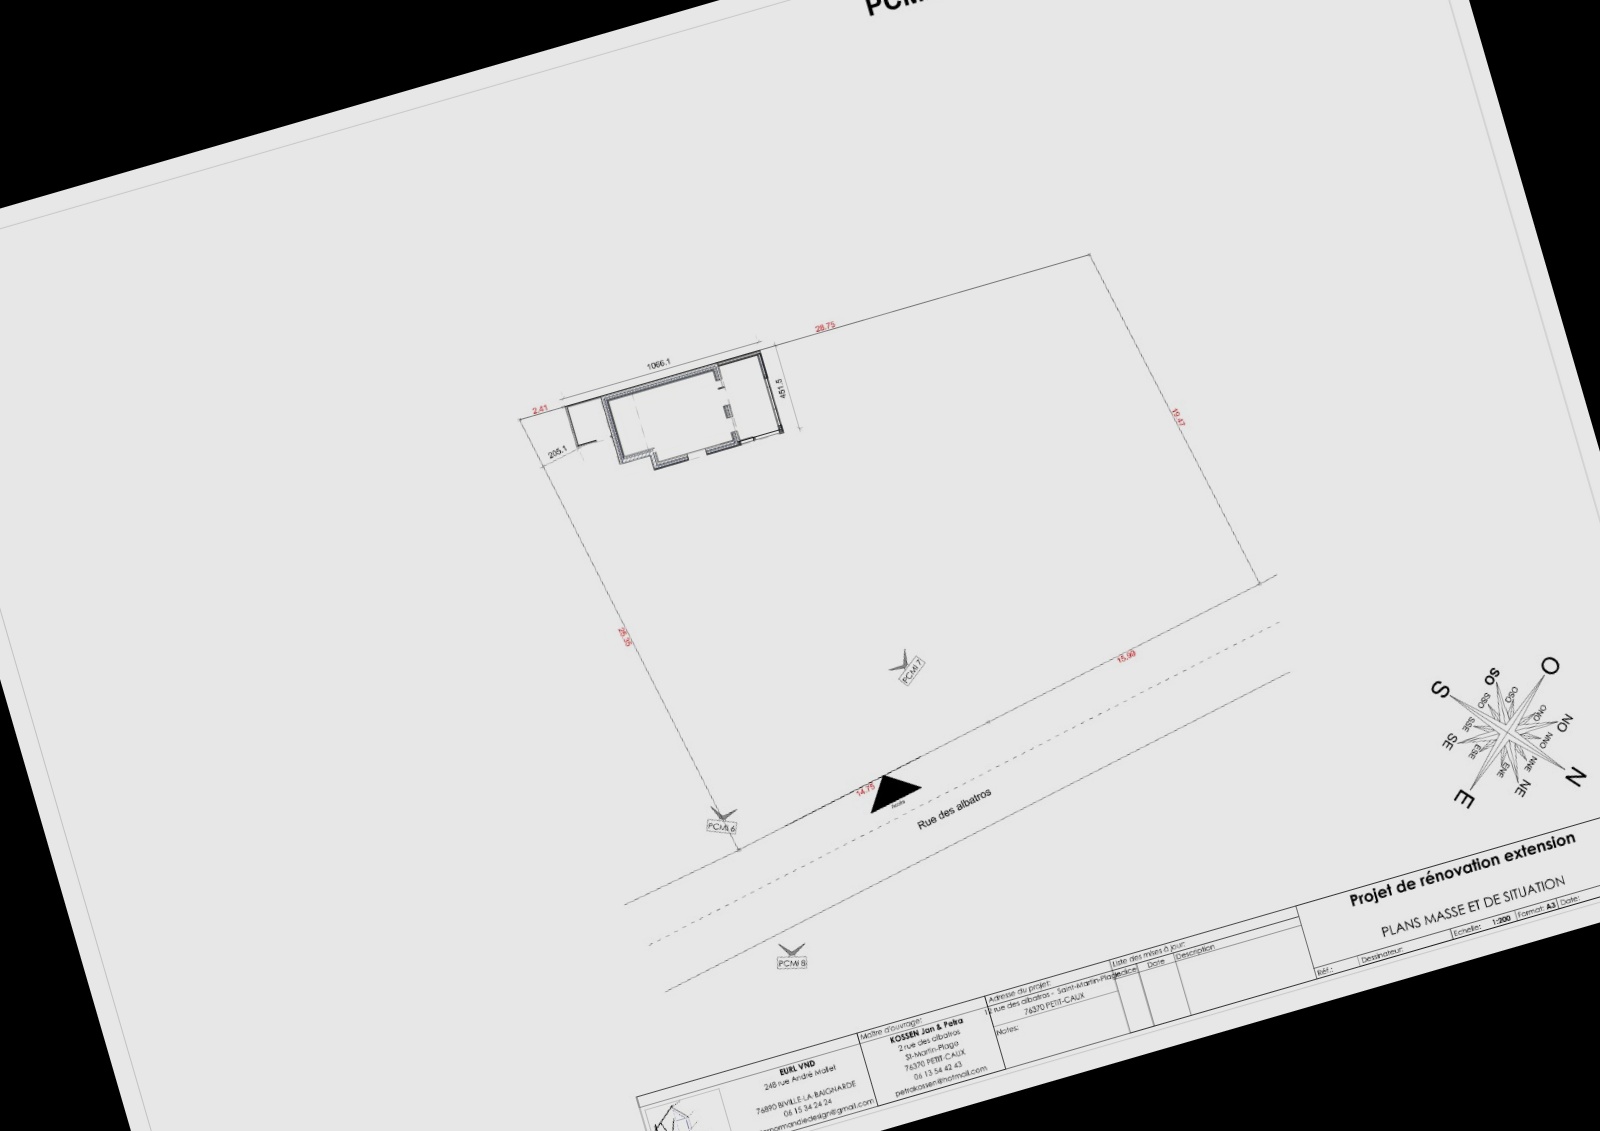 PCM
28.75
1066.1
451.5
2.41
205.1
19.47
26.35
PCMI 7
15.99
14.75
Accès
Rue des albatros
PCMI 6
PCMI 8
S
SO
O
SSO
OSO
SSE
ONO
NO
SE
ESE
NNO
ENE
NNE
N
E
NE
Projet de rénovation extension
PLANS MASSE ET DE SITUATION
Réf.:
Dessinateur:
Echelle:
1:200
Format: A3
Date:
Liste des mises à jour:
Indice
Date
Description
Adresse du projet:
12 rue des albatros - Saint-Martin-Plage
76370 PETIT-CAUX
Notes:
Maître d'ouvrage:
KOSSEN Jan & Petra
2 rue des albatros
St-Martin-Plage
76370 PETIT-CAUX
06 13 54 42 43
petrakossen@hotmail.com
EURL VND
248 rue André Mallet
76890 BIVILLE-LA-BAIGNARDE
06 15 34 24 24
normandiedesign@gmail.com